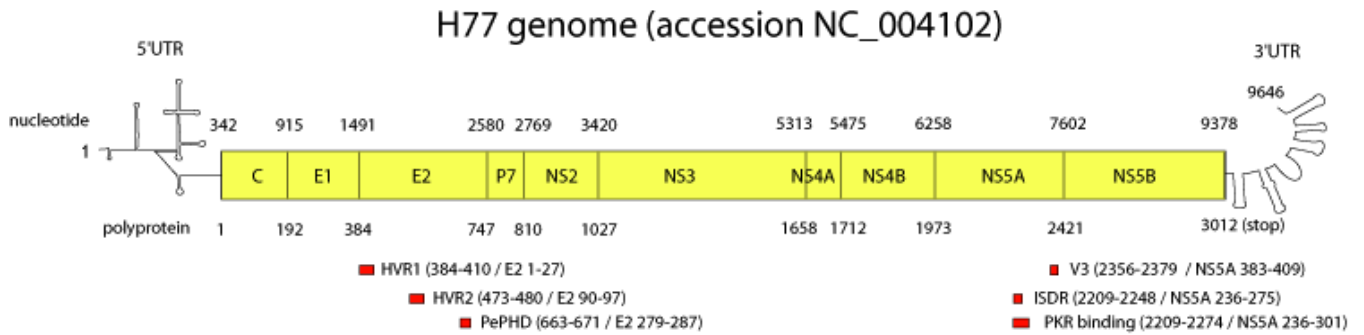 H77 genome (accession NC_004102)
5'UTR
3'UTR
9646
nucleotide
342 915 1491 2580 2769 3420 5313 5475 6258 7602 9378
1
C E1 E2 P7 NS2 NS3 NS4A NS4B NS5A NS5B
polyprotein 1 192 384 747 810 1027 1658 1712 1973 2421 3012 (stop)
HVR1 (384-410 / E2 1-27)
V3 (2356-2379 / NS5A 383-409)
HVR2 (473-480 / E2 90-97)
ISDR (2209-2248 / NS5A 236-275)
PePHD (663-671 / E2 279-287)
PKR binding (2209-2274 / NS5A 236-301)